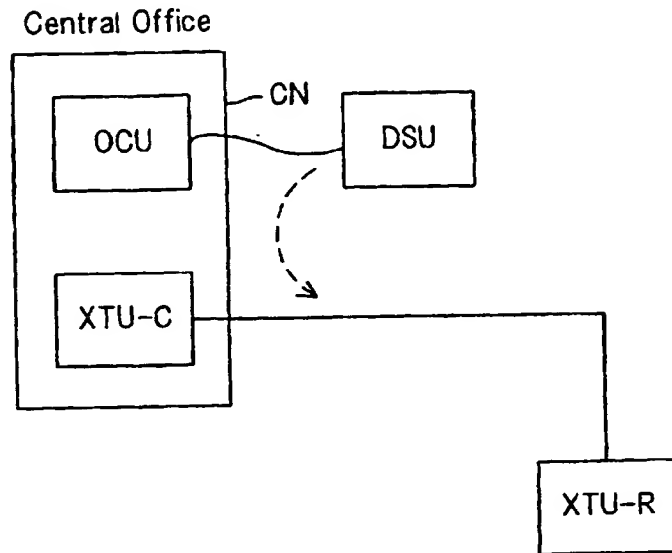 Central Office
CN
OCU
DSU
XTU-C
XTU-R